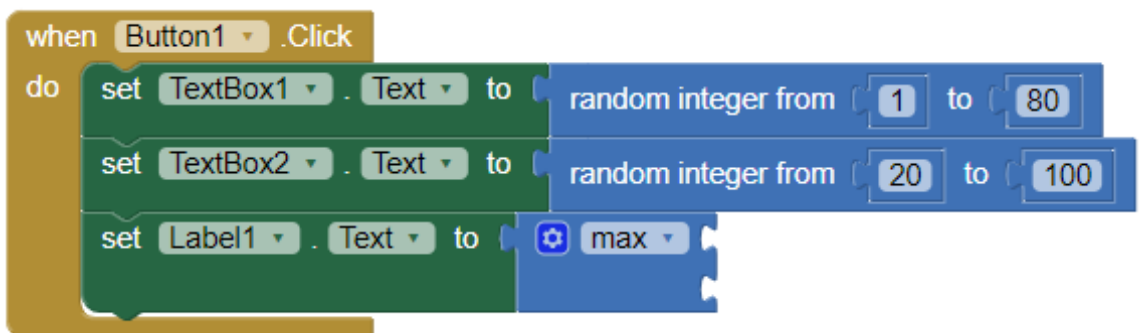 when Button1 .Click
do set TextBox1 . Text to random integer from 1 to 80
set TextBox2 . Text to random integer from 20 to 100
set Label1 . Text to max